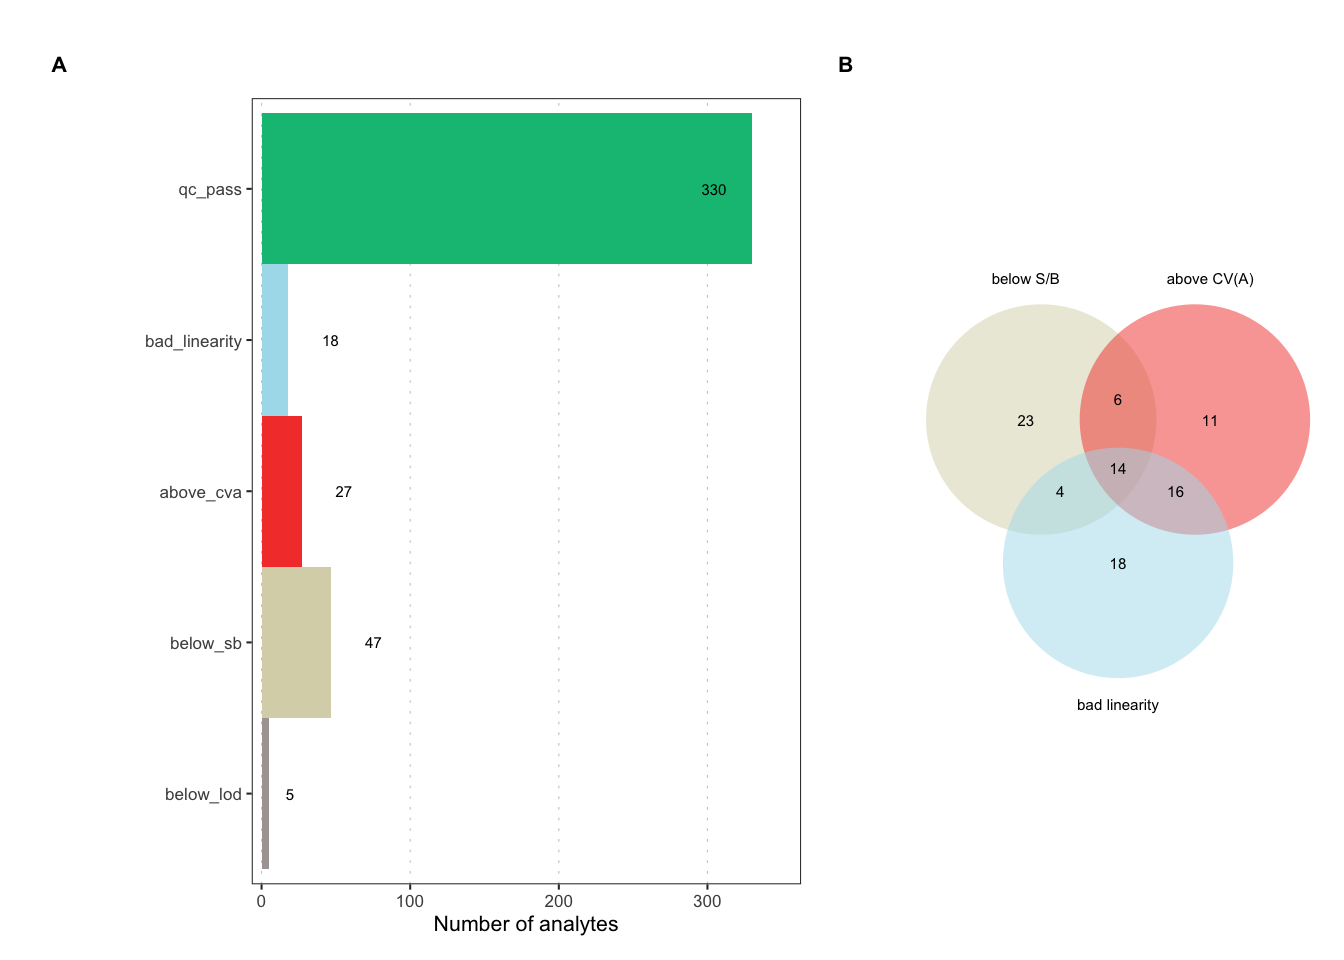 A
qc_pass
330
bad_linearity
18
above_cva
27
below_sb
47
below_lod
5
0 100 200 300
Number of analytes
B
below S/B above CV(A)
6
23 11
14
4 16
18
bad linearity